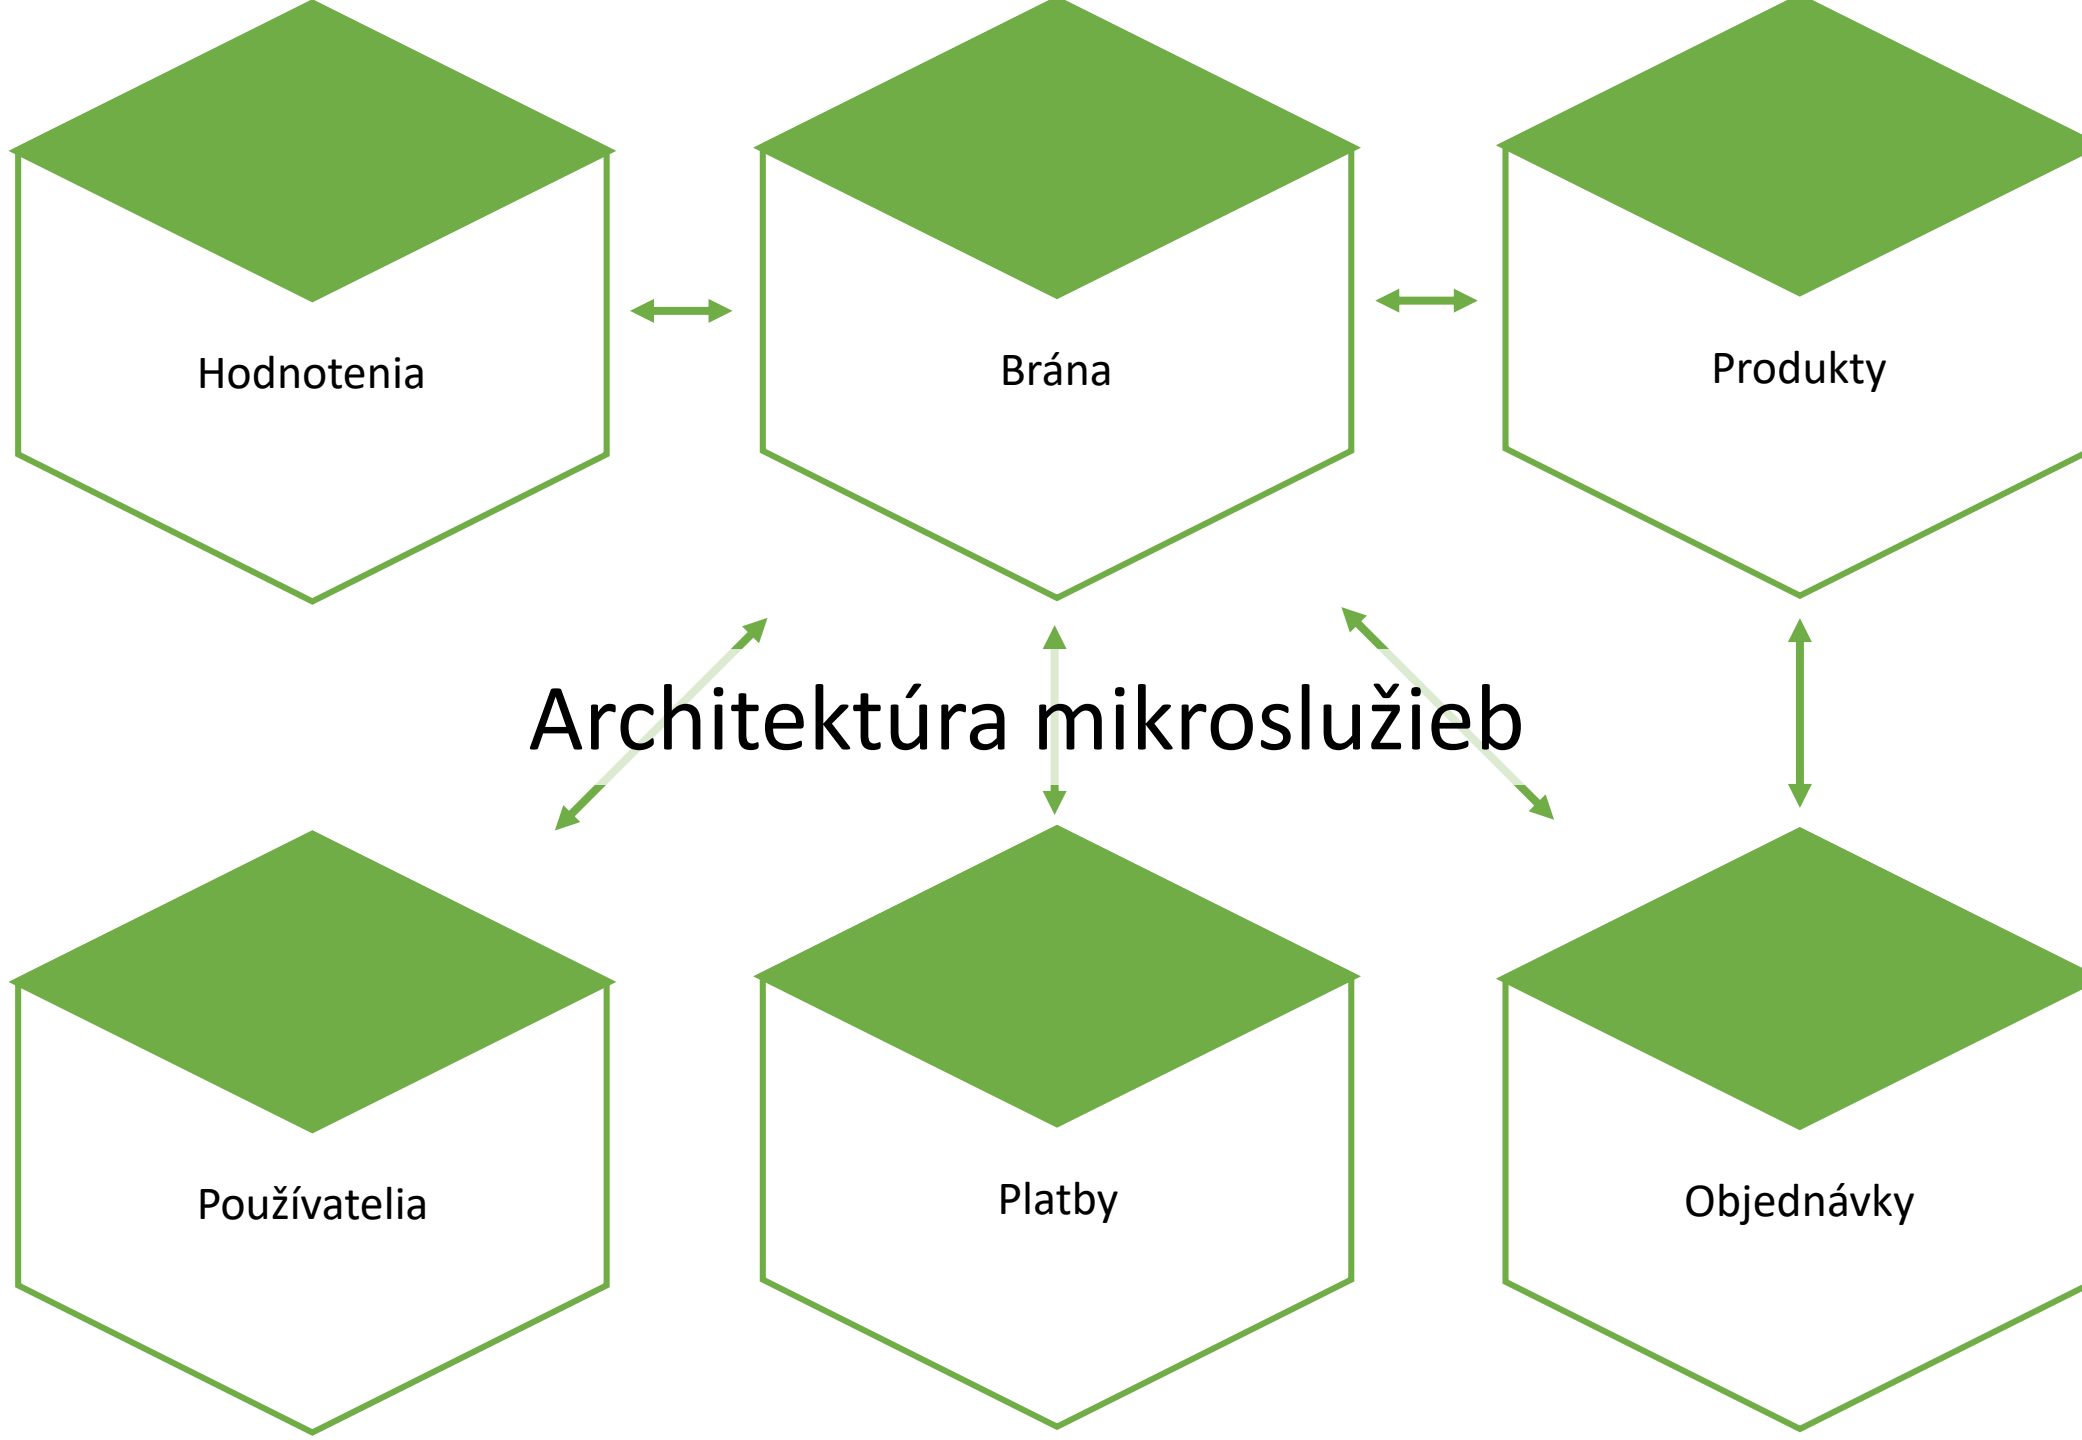 Hodnotenia
Brána
Produkty
Architektúra mikroslužieb
Používatelia
Platby
Objednávky